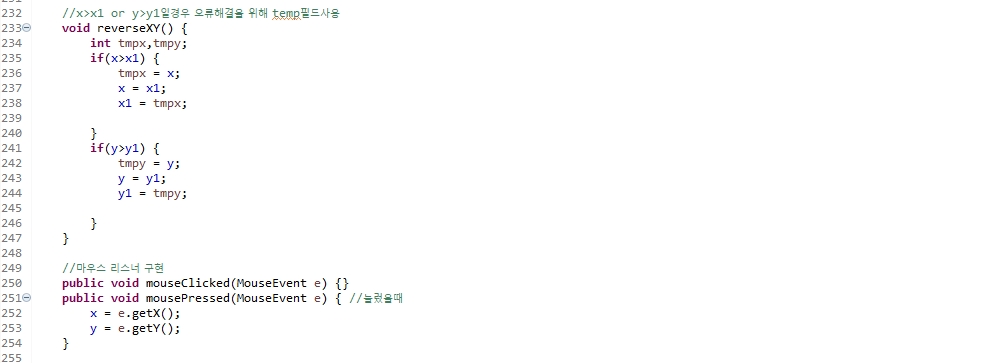 232 //x>x1 or y>y1일경우 오류해결을 위해 temp필드사용
233 void reverseXY() {
234 int tmpx,tmpy;
235 if(x>x1) {
236 tmpx = x;
237 x = x1;
238 x1 = tmpx;
239
240 }
241 if(y>y1) {
242 tmpy = y;
243 y = y1;
244 y1 = tmpy;
245
246 }
247 }
248
249 //마우스 리스너 구현
250 public void mouseClicked(MouseEvent e) {}
251 public void mousePressed(MouseEvent e) { //눌렀을때
252 x = e.getX();
253 y = e.getY();
254 }
255